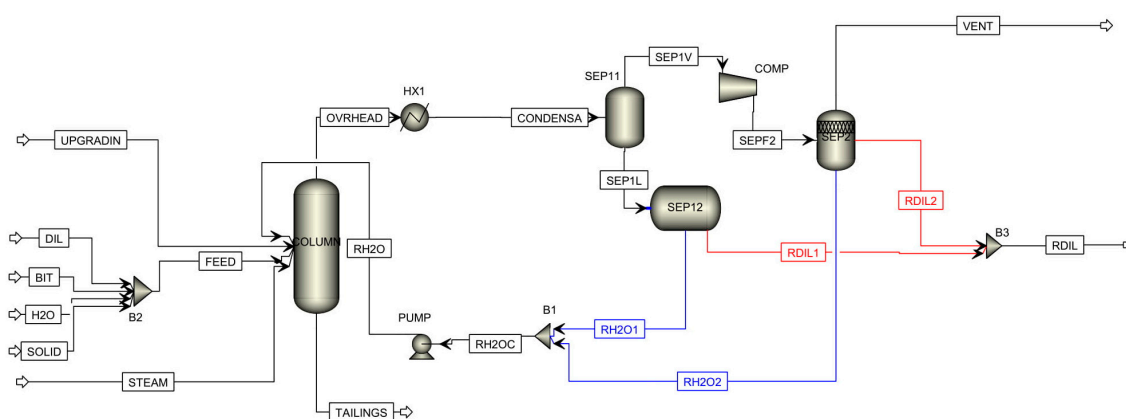 VENT
SEP1V
COMP
SEP11
HX1
OVRHEAD
CONDENSA
SEPF2
SEP2
UPGRADIN
SEP1L
SEP12
RDIL2
COLUMN
DIL
RH2O
B3
FEED
RDIL1
RDIL
BIT
H2O
B2
PUMP
B1
RH2O1
SOLID
RH2OC
STEAM
RH2O2
TAILINGS